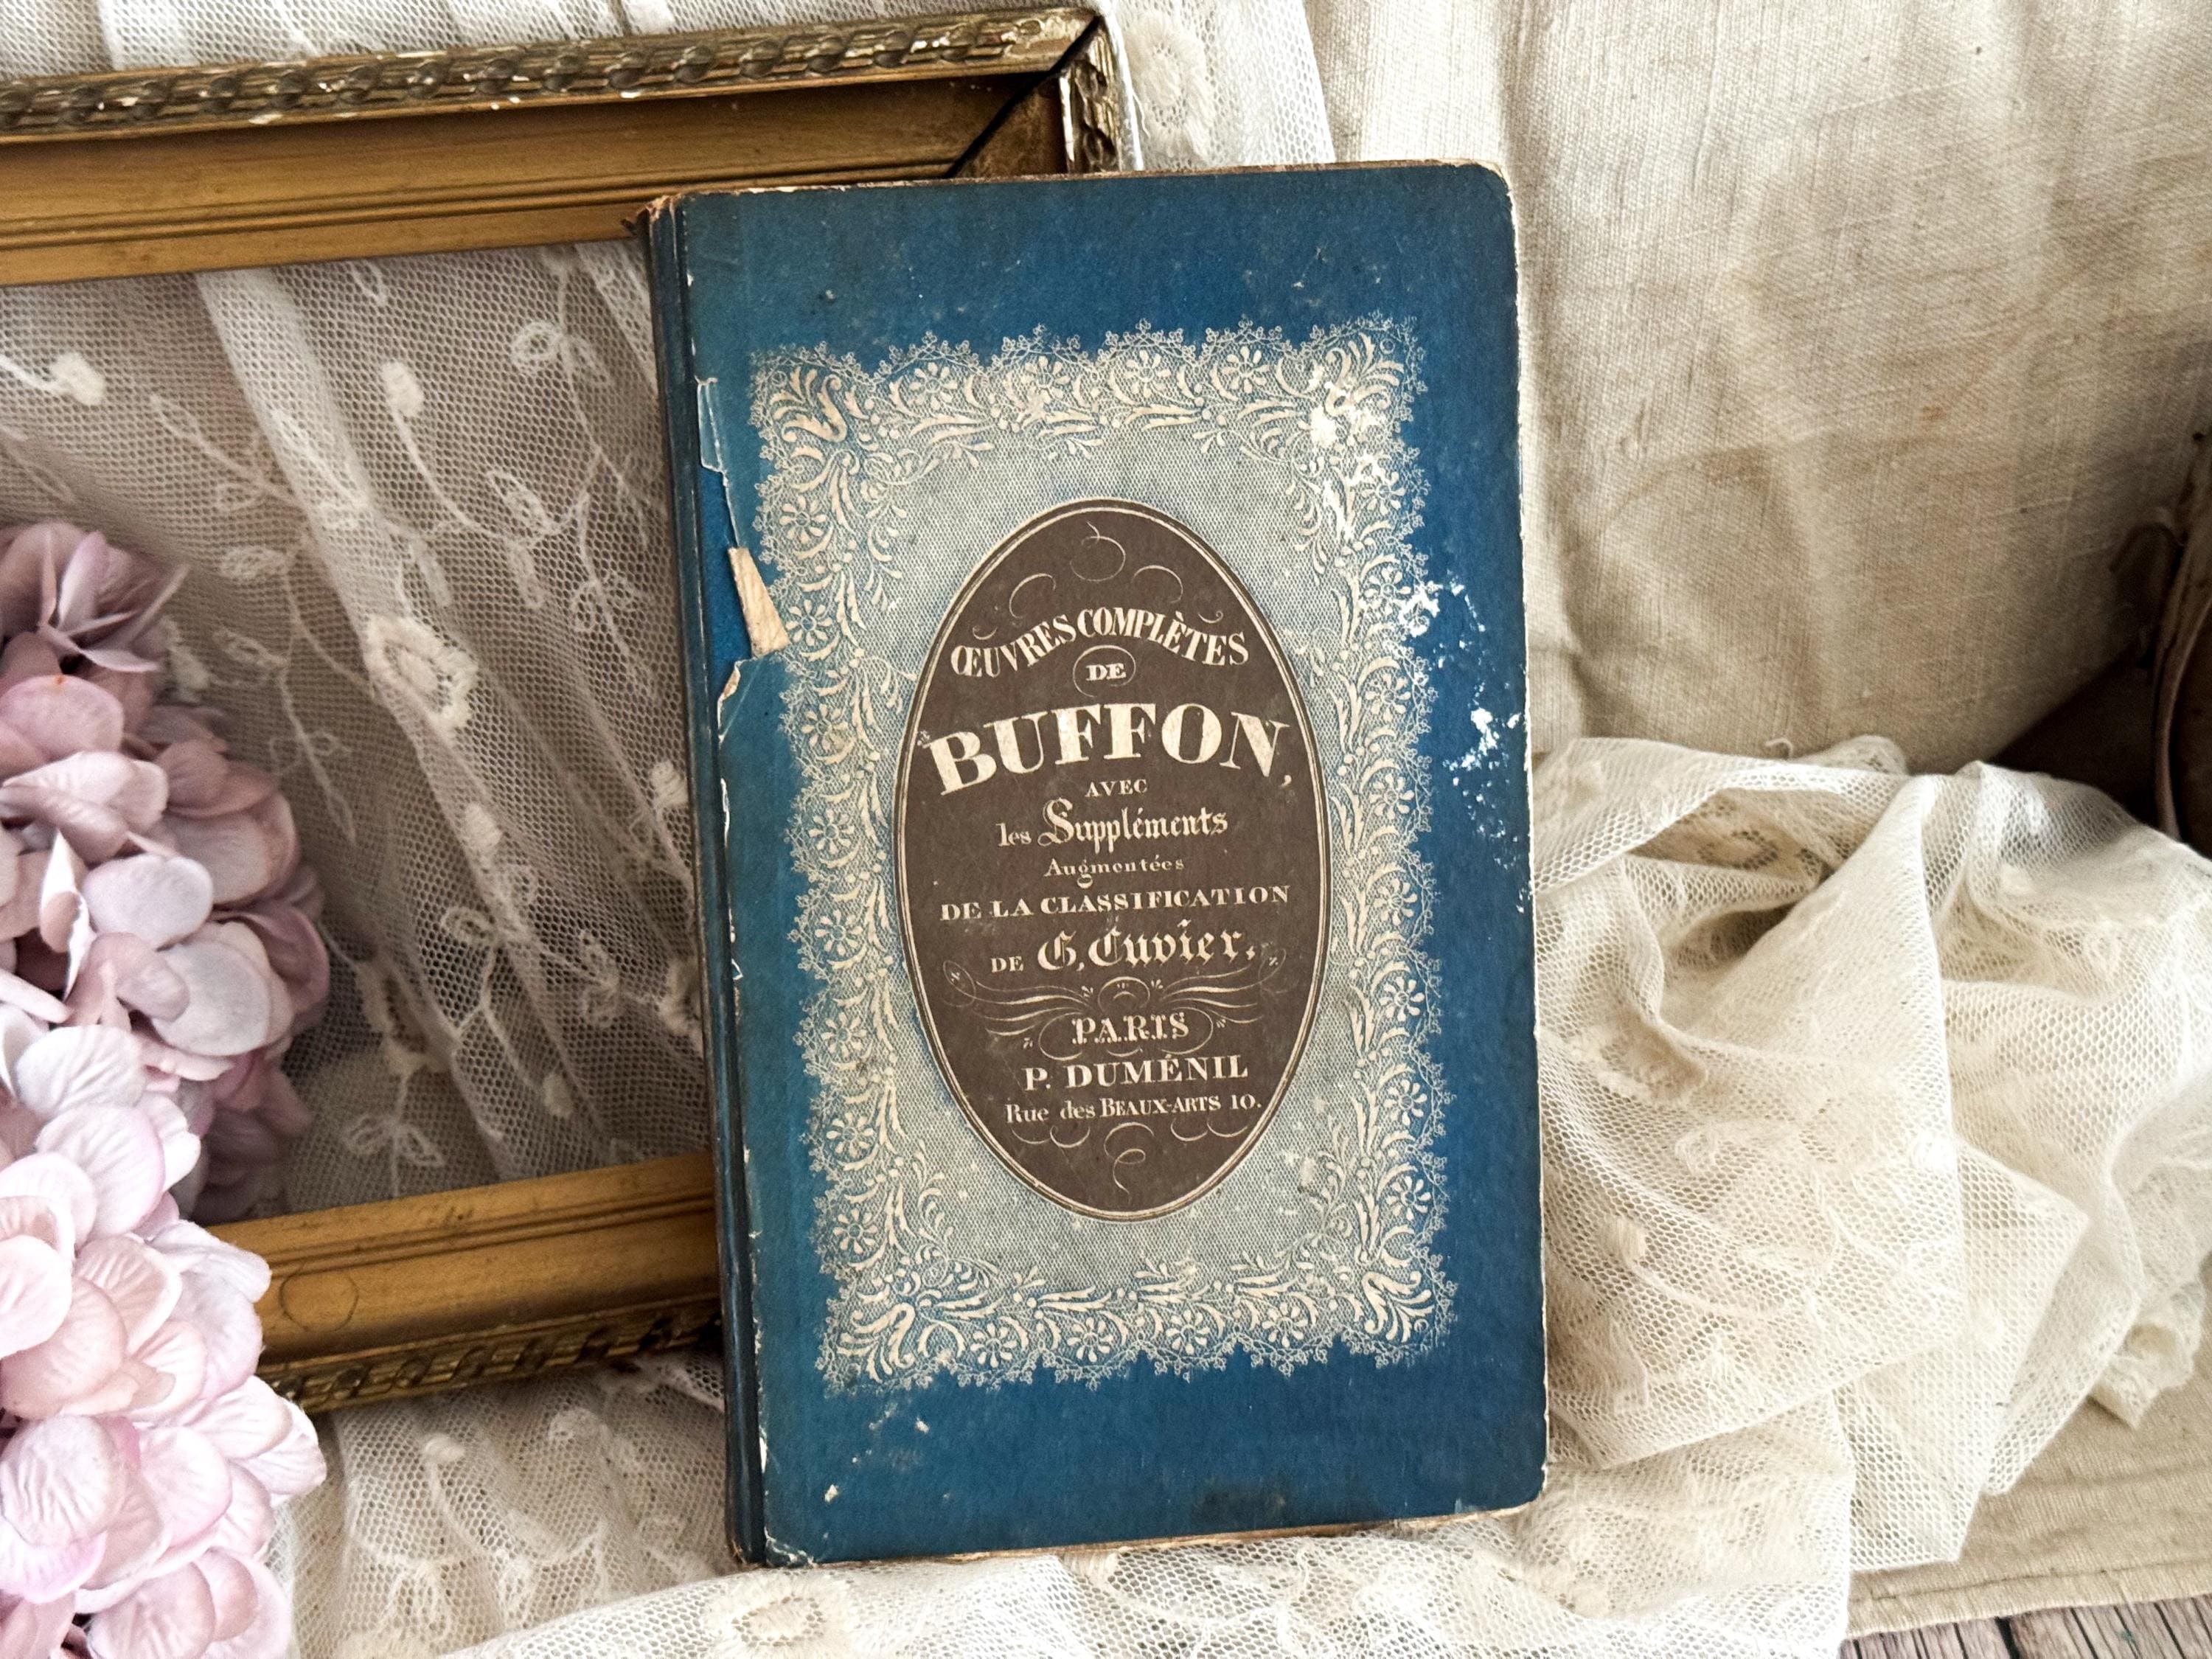 ŒUVRES COMPLÈTES
DE
BUFFON,
AVEC
les Suppléments
Augmentées
DE LA CLASSIFICATION
DE G. Cuvier.
PARIS
P. DUMÉNIL
Rue des BEAUX-ARTS 10.